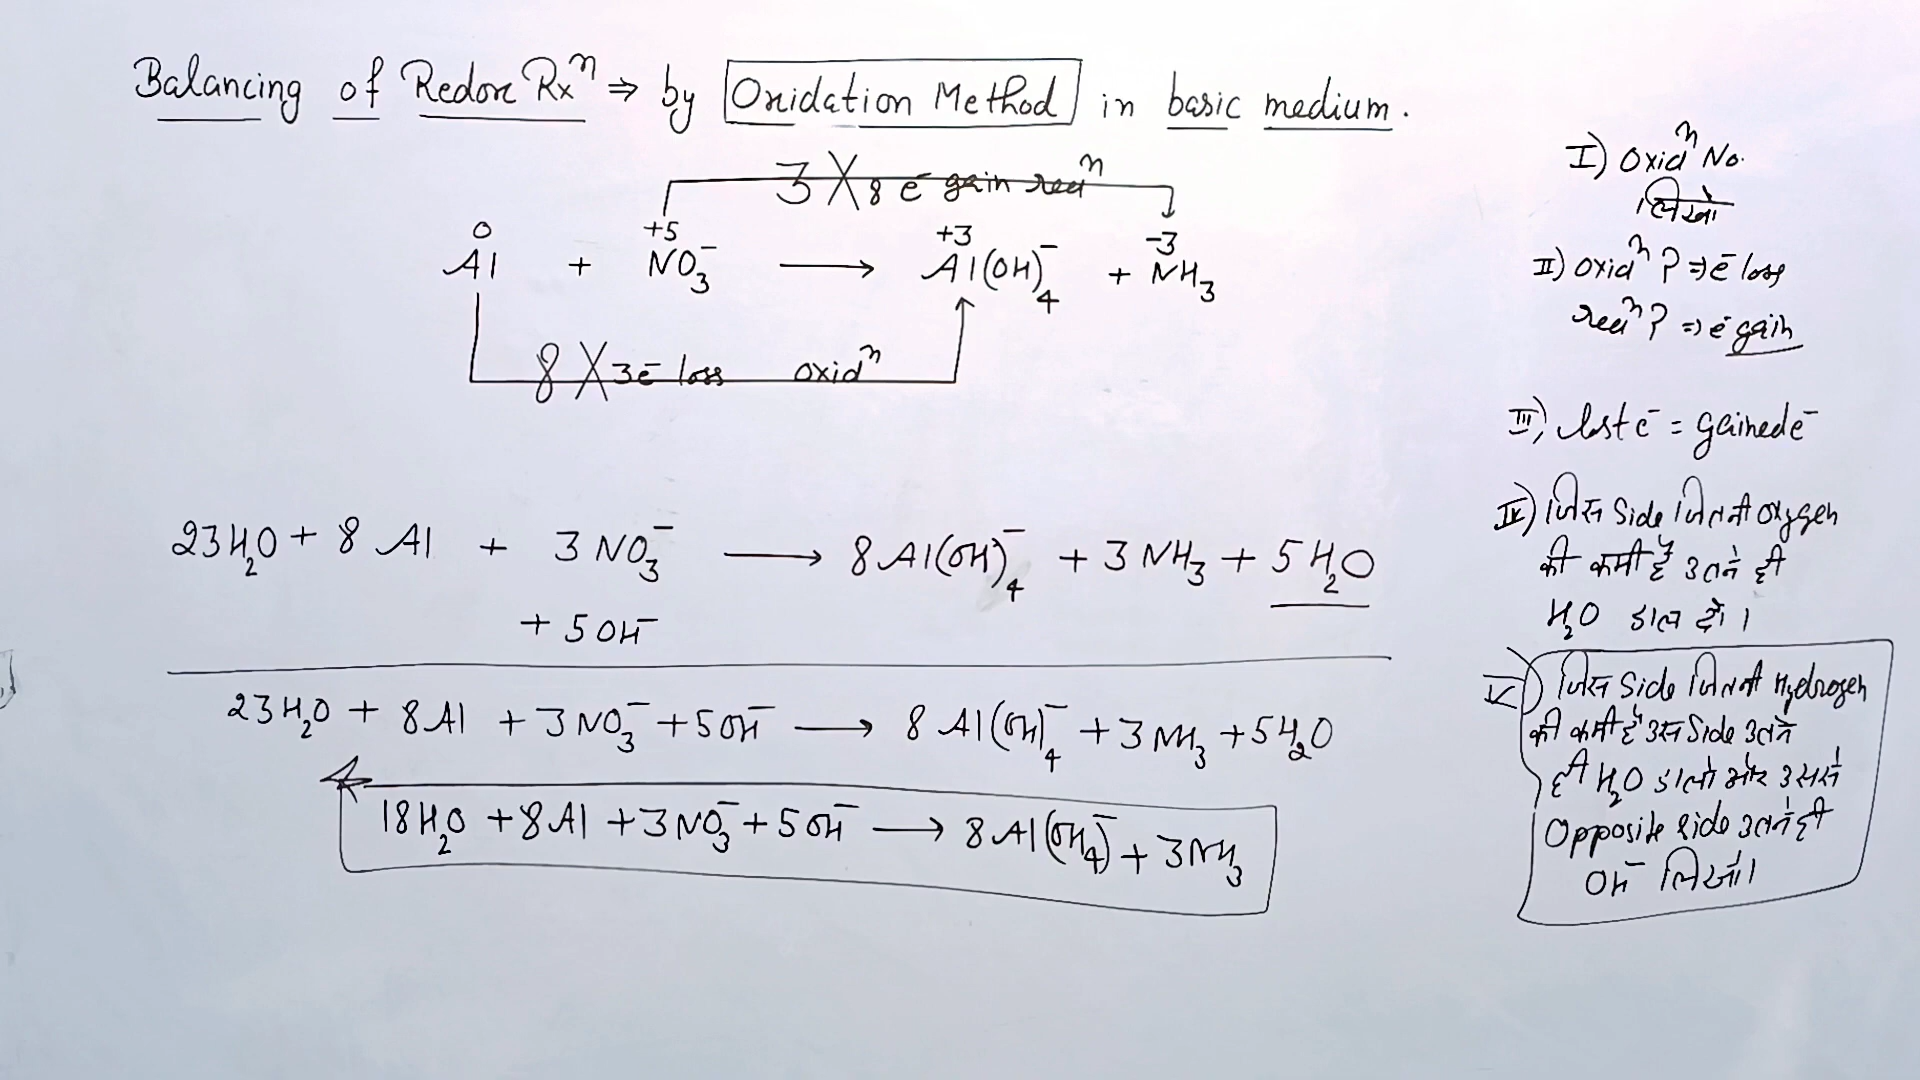 Balancing of Redox Rxⁿ ⇒ by Oxidation Method in basic medium.
3 X 8 e⁻ gain redⁿ
0 +5 +3 -3
Al + NO₃⁻ ⟶ Al(OH)₄⁻ + NH₃
8 X 3e⁻ loss oxidⁿ
23H₂O + 8 Al + 3 NO₃⁻ ⟶ 8 Al(OH)₄⁻ + 3 NH₃ + 5 H₂O
+ 5 OH⁻
23H₂O + 8Al + 3NO₃⁻ + 5OH⁻ ⟶ 8 Al(OH)₄⁻ + 3 NH₃ + 5H₂O
18H₂O + 8Al + 3NO₃⁻ + 5OH⁻ ⟶ 8Al(OH₄)⁻ + 3NH₃
I) Oxidⁿ No.
लिखो
II) Oxidⁿ ? ⇒ e⁻ loss
redⁿ ? ⇒ e⁻ gain
III) lost e⁻ = gained e⁻
IV) जिस Side जितनी Oxygen
की कमी है उतने ही
H₂O डाल दो।
V) जिस Side जितनी Hydrogen
की कमी है उस Side उतने
ही H₂O डालो और उससे
Opposite side उतने ही
OH⁻ लिखो।